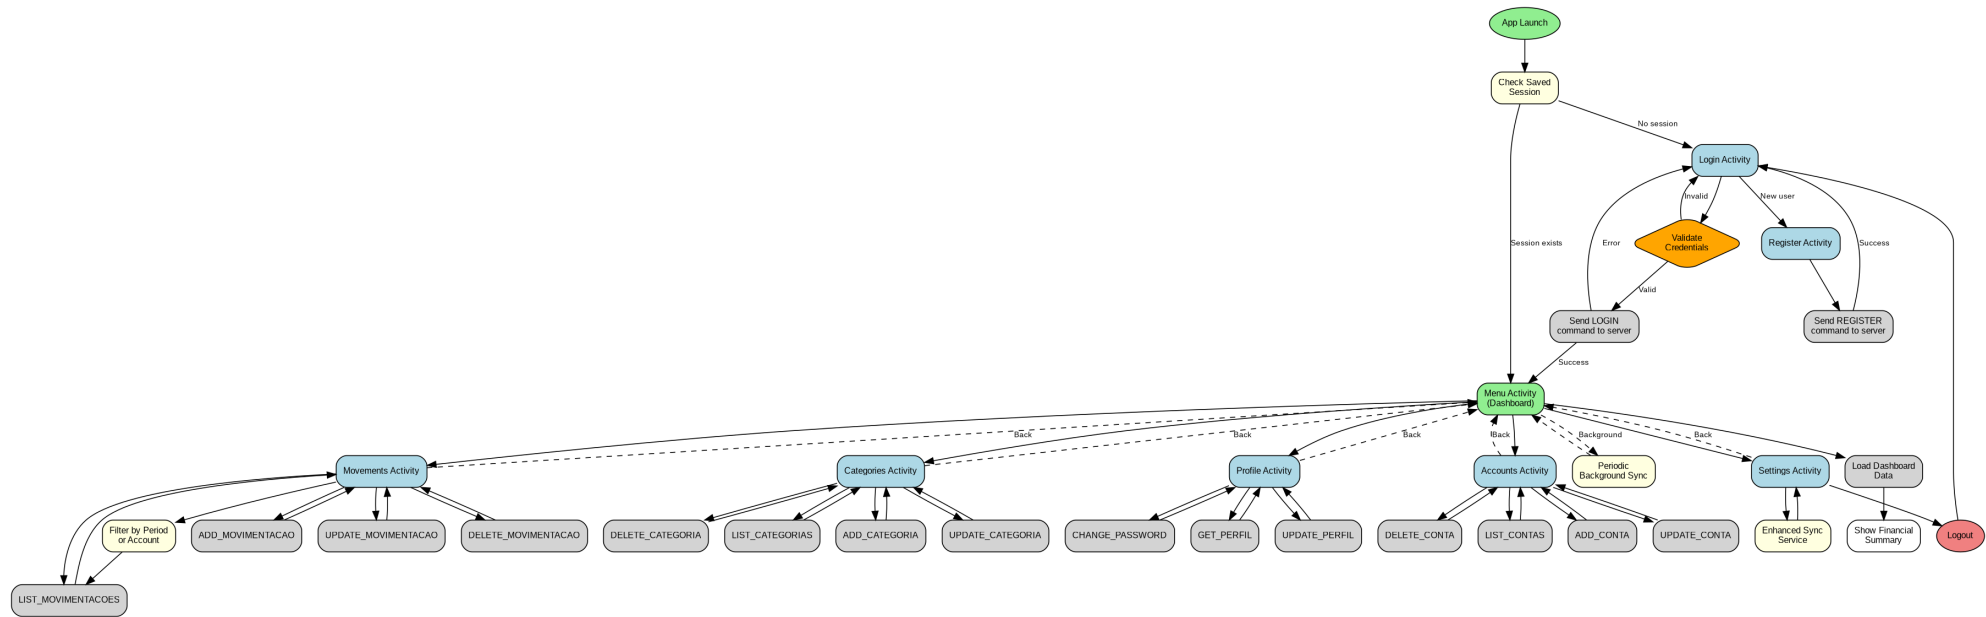 App Launch
Check Saved
Session
No session
Login Activity
Invalid
New user
Session exists
Error
Validate
Credentials
Register Activity
Success
Valid
Send LOGIN
command to server
Send REGISTER
command to server
Success
Menu Activity
(Dashboard)
Back
Back
Back
Back
Background
Back
Movements Activity
Categories Activity
Profile Activity
Accounts Activity
Periodic
Background Sync
Settings Activity
Load Dashboard
Data
Filter by Period
or Account
ADD_MOVIMENTACAO
UPDATE_MOVIMENTACAO
DELETE_MOVIMENTACAO
DELETE_CATEGORIA
LIST_CATEGORIAS
ADD_CATEGORIA
UPDATE_CATEGORIA
CHANGE_PASSWORD
GET_PERFIL
UPDATE_PERFIL
DELETE_CONTA
LIST_CONTAS
ADD_CONTA
UPDATE_CONTA
Enhanced Sync
Service
Show Financial
Summary
Logout
LIST_MOVIMENTACOES